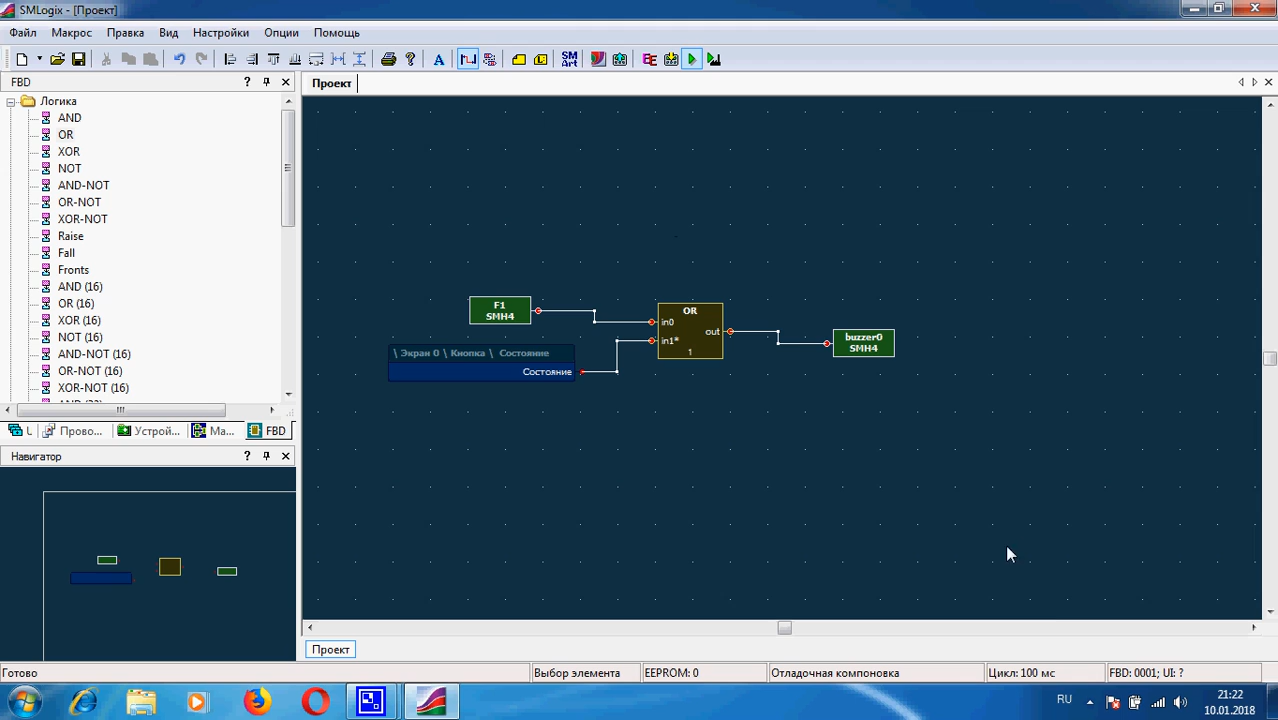 SMLogix - [Проект]
Файл Макрос Правка Вид Настройки Опции Помощь
FBD
Проект
Логика
AND
OR
XOR
NOT
AND-NOT
OR-NOT
XOR-NOT
Raise
Fall
Fronts
AND (16)
OR (16)
XOR (16)
NOT (16)
AND-NOT (16)
OR-NOT (16)
XOR-NOT (16)
Прово...
Устрой...
Ma...
FBD
Навигатор
F1
SMH4
\ Экран 0 \ Кнопка \ Состояние
Состояние
OR
in0
in1*
out
1
buzzer0
SMH4
Проект
Готово
Выбор элемента
EEPROM: 0
Отладочная компоновка
Цикл: 100 мс
FBD: 0001; UI: ?
RU
21:22
10.01.2018